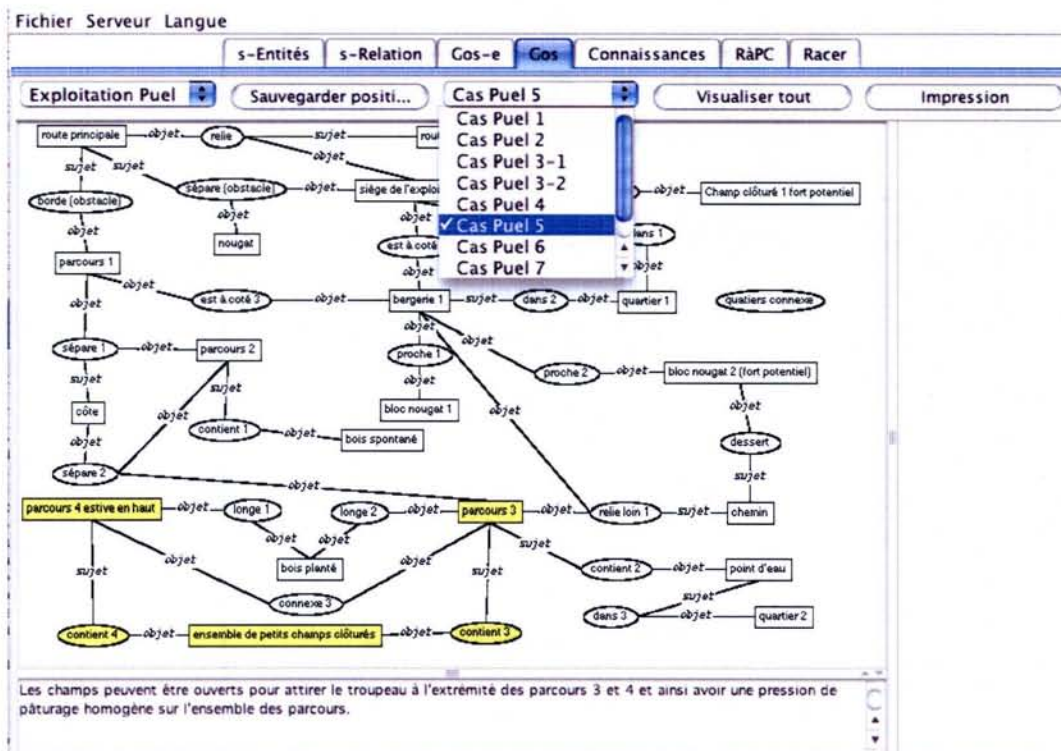 Fichier Serveur Langue
s-Entités s-Relation Gos-e Gos Connaissances RàPC Racer
Exploitation Puel Sauvegarder positi... Cas Puel 5 Visualiser tout Impression
Cas Puel 1
Cas Puel 2
Cas Puel 3-1
Cas Puel 3-2
Cas Puel 4
✓ Cas Puel 5
Cas Puel 6
Cas Puel 7
route principale objet relie sujet rout
objet
sujet sujet
borde (obstacle) sépare (obstacle) objet siège de l'exploi objet Champ clôturé 1 fort potentiel
objet objet objet
nougat est à coté ans 1
parcours 1 objet objet
objet est à coté 3 objet bergerie 1 sujet dans 2 objet quartier 1 quatiers connexe
objet objet
sépare 1 objet parcours 2 proche 1 proche 2 objet bloc nougat 2 (fort potentiel)
sujet sujet objet objet
côte objet bloc nougat 1 objet
objet contient 1 objet bois spontané dessert
sépare 2 objet sujet
parcours 4 estive en haut objet longe 1 longe 2 objet parcours 3 objet relie loin 1 sujet chemin
objet objet
sujet objet bois planté objet sujet sujet contient 2 objet point d'eau
connexe 3 sujet
contient 4 objet ensemble de petits champs clôturés objet contient 3 dans 3 objet quartier 2
Les champs peuvent être ouverts pour attirer le troupeau à l'extrémité des parcours 3 et 4 et ainsi avoir une pression de
pâturage homogène sur l'ensemble des parcours.